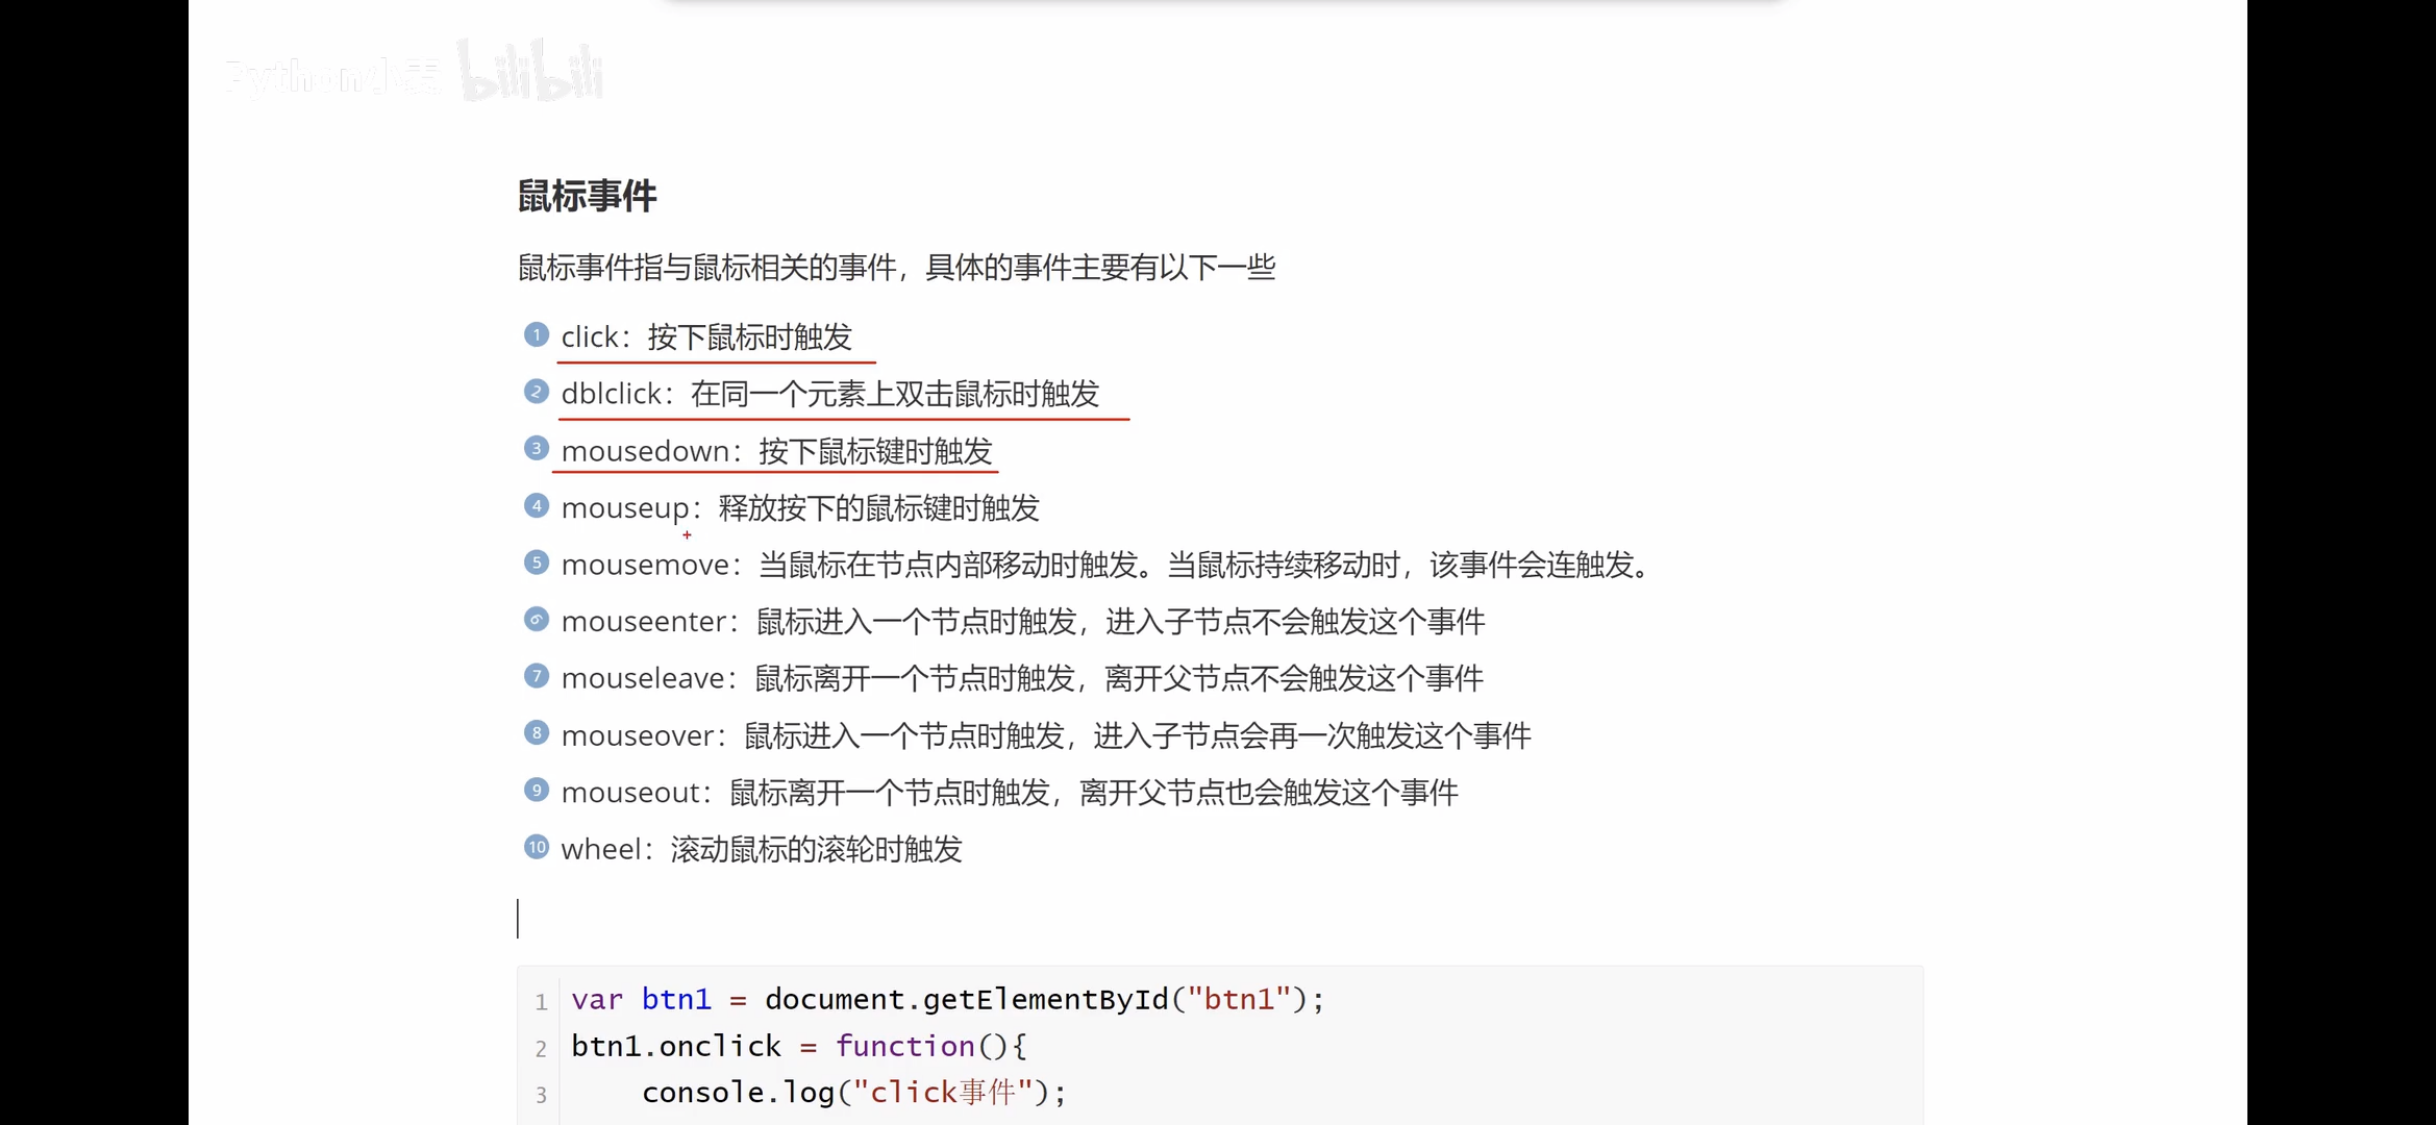 Python小麦 bilibili
鼠标事件
鼠标事件指与鼠标相关的事件，具体的事件主要有以下一些
1 click：按下鼠标时触发
2 dblclick：在同一个元素上双击鼠标时触发
3 mousedown：按下鼠标键时触发
4 mouseup：释放按下的鼠标键时触发
5 mousemove：当鼠标在节点内部移动时触发。当鼠标持续移动时，该事件会连触发。
6 mouseenter：鼠标进入一个节点时触发，进入子节点不会触发这个事件
7 mouseleave：鼠标离开一个节点时触发，离开父节点不会触发这个事件
8 mouseover：鼠标进入一个节点时触发，进入子节点会再一次触发这个事件
9 mouseout：鼠标离开一个节点时触发，离开父节点也会触发这个事件
10 wheel：滚动鼠标的滚轮时触发
1 var btn1 = document.getElementById("btn1");
2 btn1.onclick = function(){
3 console.log("click事件");